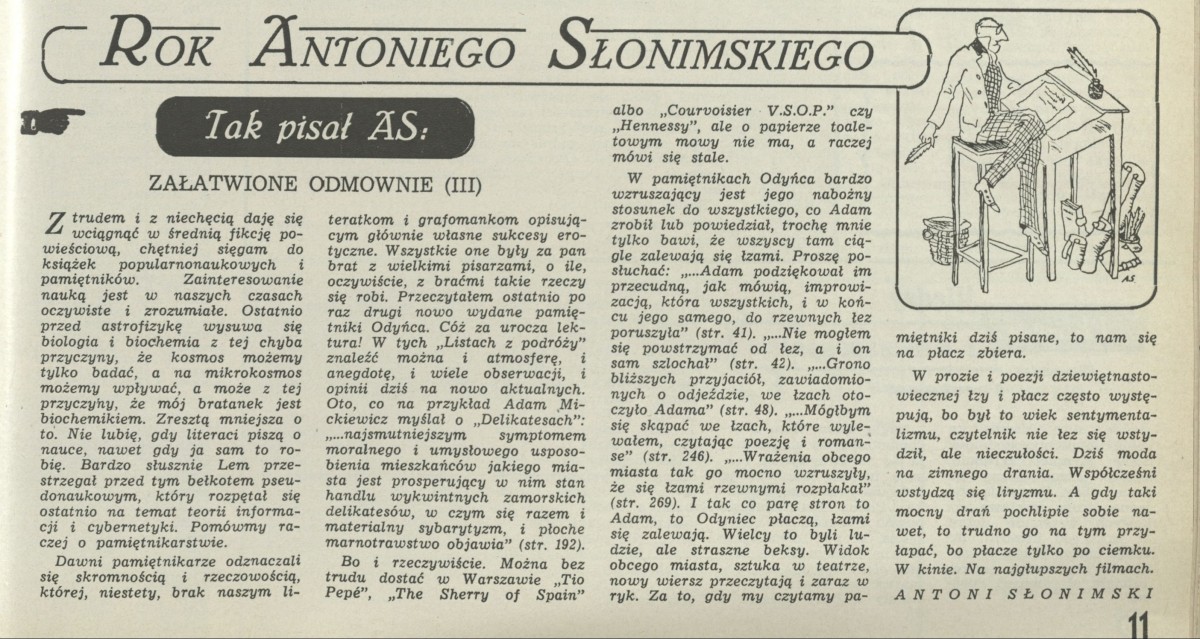 ROK ANTONIEGO SŁONIMSKIEGO
Tak pisał AS:
ZAŁATWIONE ODMOWNIE (III)
Z trudem i z niechęcią daję się
wciągnąć w średnią fikcję po-
wieściową, chętniej sięgam do
książek popularnonaukowych i
pamiętników. Zainteresowanie
nauką jest w naszych czasach
oczywiste i zrozumiałe. Ostatnio
przed astrofizykę wysuwa się
biologia i biochemia z tej chyba
przyczyny, że kosmos możemy
tylko badać, a na mikrokosmos
możemy wpływać, a może z tej
przyczyny, że mój bratanek jest
biochemikiem. Zresztą mniejsza o
to. Nie lubię, gdy literaci piszą o
nauce, nawet gdy ja sam to ro-
bię. Bardzo słusznie Lem prze-
strzegał przed tym bełkotem pseu-
donaukowym, który rozpętał się
ostatnio na temat teorii informa-
cji i cybernetyki. Pomówmy ra-
czej o pamiętnikarstwie.
Dawni pamiętnikarze odznaczali
się skromnością i rzeczowością,
której, niestety, brak naszym li-
teratkom i grafomankom opisują-
cym głównie własne sukcesy ero-
tyczne. Wszystkie one były za pan
brat z wielkimi pisarzami, o ile,
oczywiście, z braćmi takie rzeczy
się robi. Przeczytałem ostatnio po
raz drugi nowo wydane pamięt-
niki Odyńca. Cóż za urocza lek-
tura! W tych „Listach z podróży”
znaleźć można i atmosferę, i
anegdotę, i wiele obserwacji, i
opinii dziś na nowo aktualnych.
Oto, co na przykład Adam Mi-
ckiewicz myślał o „Delikatesach”:
„...najsmutniejszym symptomem
moralnego i umysłowego usposo-
bienia mieszkańców jakiego mia-
sta jest prosperujący w nim stan
handlu wykwintnych zamorskich
delikatesów, w czym się razem i
materialny sybarytyzm, i płoche
marnotrawstwo objawia” (str. 192).
Bo i rzeczywiście. Można bez
trudu dostać w Warszawie „Tio
Pepé”, „The Sherry of Spain”
albo „Courvoisier V.S.O.P.” czy
„Hennessy”, ale o papierze toale-
towym mowy nie ma, a raczej
mówi się stale.
W pamiętnikach Odyńca bardzo
wzruszający jest jego nabożny
stosunek do wszystkiego, co Adam
zrobił lub powiedział, trochę mnie
tylko bawi, że wszyscy tam cią-
gle zalewają się łzami. Proszę po-
słuchać: „...Adam podziękował im
przecudną, jak mówią, improwi-
zacją, która wszystkich, i w koń-
cu jego samego, do rzewnych łez
poruszyła” (str. 41). „...Nie mogłem
się powstrzymać od łez, a i on
sam szlochał” (str. 42). „...Grono
bliższych przyjaciół, zawiadomio-
nych o odjeździe, we łzach oto-
czyło Adama” (str. 48). „...Mógłbym
się skąpać we łzach, które wyle-
wałem, czytając poezję i roman-
se” (str. 246). „...Wrażenia obcego
miasta tak go mocno wzruszyły,
że się łzami rzewnymi rozpłakał”
(str. 269). I tak co parę stron to
Adam, to Odyniec płaczą, łzami
się zalewają. Wielcy to byli lu-
dzie, ale straszne beksy. Widok
obcego miasta, sztuka w teatrze,
nowy wiersz przeczytają i zaraz w
ryk. Za to, gdy my czytamy pa-
miętniki dziś pisane, to nam się
na płacz zbiera.
W prozie i poezji dziewiętnasto-
wiecznej łzy i płacz często wystę-
pują, bo był to wiek sentymenta-
lizmu, czytelnik nie łez się wsty-
dził, ale nieczułości. Dziś moda
na zimnego drania. Współcześni
wstydzą się liryzmu. A gdy taki
mocny drań pochlipie sobie na-
wet, to trudno go na tym przy-
łapać, bo płacze tylko po ciemku.
W kinie. Na najgłupszych filmach.
ANTONI SŁONIMSKI
AS.
11